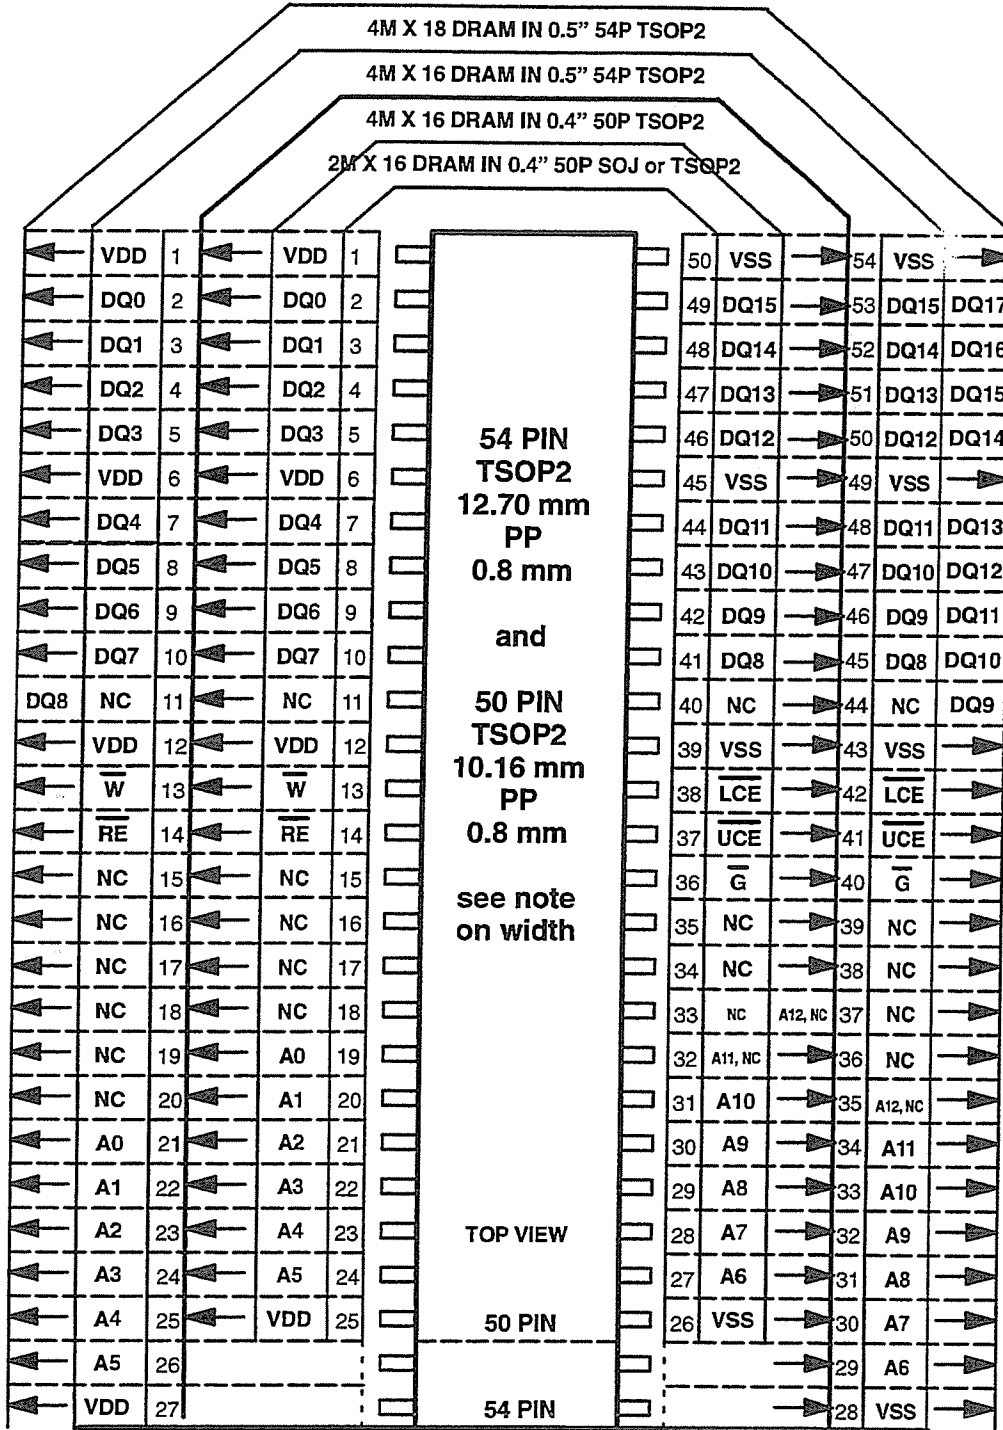 4M X 18 DRAM IN 0.5” 54P TSOP2
4M X 16 DRAM IN 0.5” 54P TSOP2
4M X 16 DRAM IN 0.4” 50P TSOP2
2M X 16 DRAM IN 0.4” 50P SOJ or TSOP2
VDD 1 VDD 1 50 VSS 54 VSS
DQ0 2 DQ0 2 49 DQ15 53 DQ15 DQ17
DQ1 3 DQ1 3 48 DQ14 52 DQ14 DQ16
DQ2 4 DQ2 4 47 DQ13 51 DQ13 DQ15
DQ3 5 DQ3 5 46 DQ12 50 DQ12 DQ14
VDD 6 VDD 6 45 VSS 49 VSS
DQ4 7 DQ4 7 44 DQ11 48 DQ11 DQ13
DQ5 8 DQ5 8 43 DQ10 47 DQ10 DQ12
DQ6 9 DQ6 9 42 DQ9 46 DQ9 DQ11
DQ7 10 DQ7 10 41 DQ8 45 DQ8 DQ10
DQ8 NC 11 NC 11 40 NC 44 NC DQ9
VDD 12 VDD 12 39 VSS 43 VSS
W̅ 13 W̅ 13 38 L̅C̅E̅ 42 L̅C̅E̅
R̅E̅ 14 R̅E̅ 14 37 U̅C̅E̅ 41 U̅C̅E̅
NC 15 NC 15 36 G̅ 40 G̅
NC 16 NC 16 35 NC 39 NC
NC 17 NC 17 34 NC 38 NC
NC 18 NC 18 33 NC A12, NC 37 NC
NC 19 A0 19 32 A11, NC 36 NC
NC 20 A1 20 31 A10 35 A12, NC
A0 21 A2 21 30 A9 34 A11
A1 22 A3 22 29 A8 33 A10
A2 23 A4 23 28 A7 32 A9
A3 24 A5 24 27 A6 31 A8
A4 25 VDD 25 26 VSS 30 A7
A5 26 29 A6
VDD 27 28 VSS
54 PIN
TSOP2
12.70 mm
PP
0.8 mm
and
50 PIN
TSOP2
10.16 mm
PP
0.8 mm
see note
on width
TOP VIEW
50 PIN
54 PIN